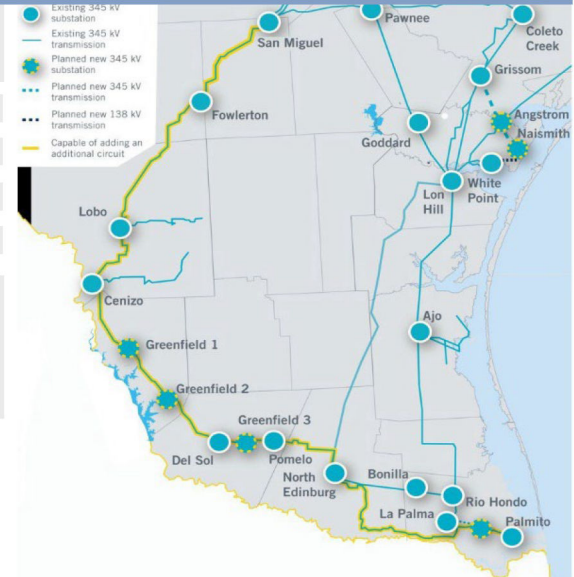 Existing 345 kV
substation
Existing 345 kV
transmission
Planned new 345 kV
substation
Planned new 345 kV
transmission
Planned new 138 kV
transmission
Capable of adding an
additional circuit
Pawnee
San Miguel
Coleto
Creek
Grissom
Fowlerton
Angstrom
Naismith
Goddard
Lon
Hill
White
Point
Lobo
Cenizo
Ajo
Greenfield 1
Greenfield 2
Greenfield 3
Del Sol
Pomelo
North
Edinburg
Bonilla
Rio Hondo
La Palma
Palmito